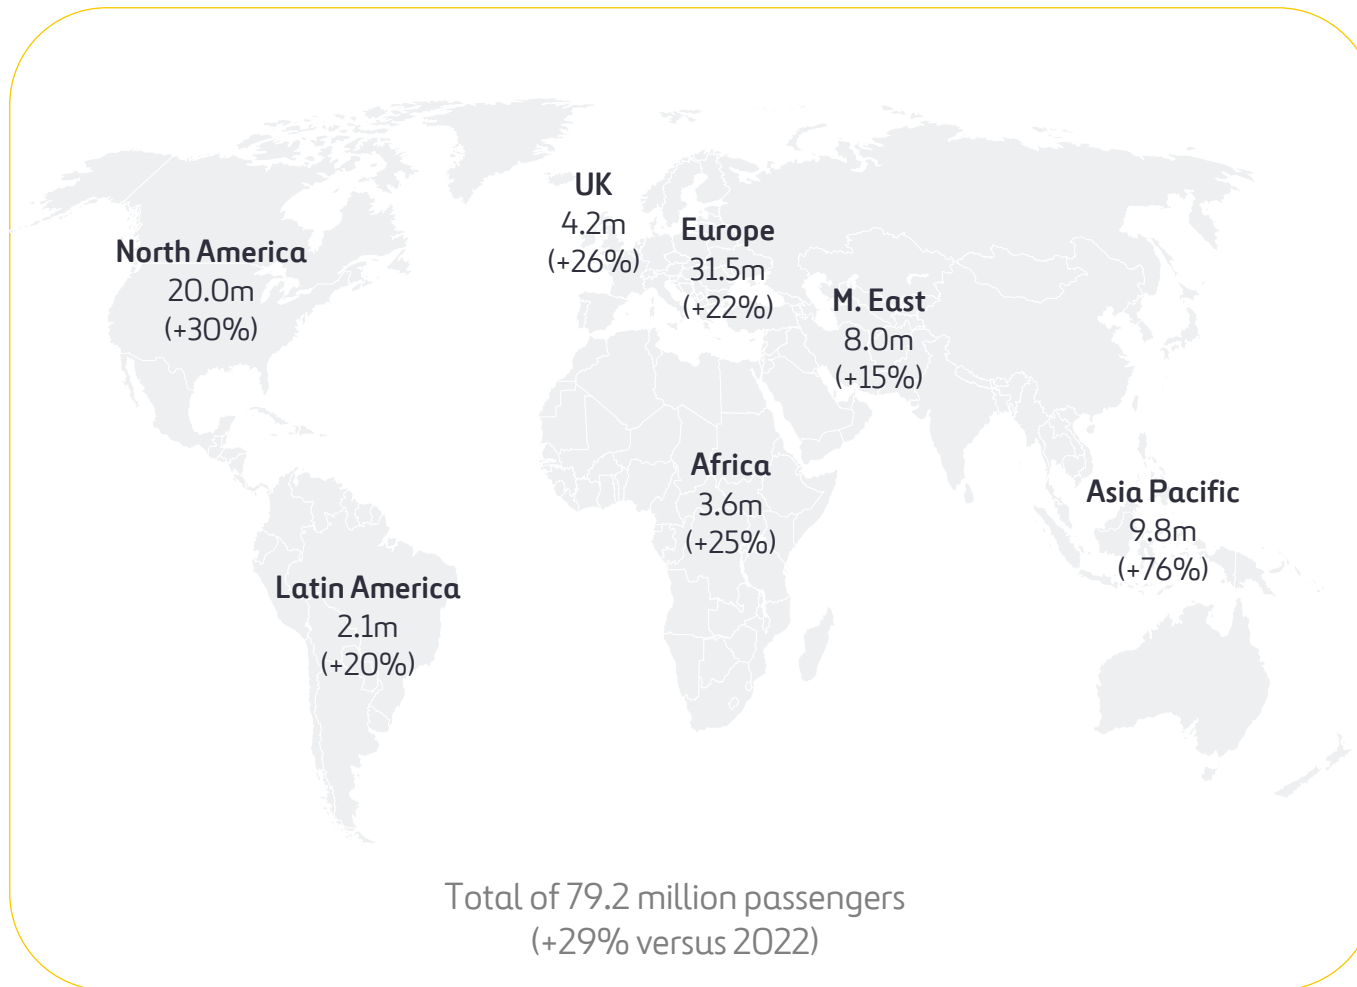 UK
4.2m
(+26%)
Europe
31.5m
(+22%)
North America
20.0m
(+30%)
M. East
8.0m
(+15%)
Africa
3.6m
(+25%)
Asia Pacific
9.8m
(+76%)
Latin America
2.1m
(+20%)
Total of 79.2 million passengers
(+29% versus 2022)